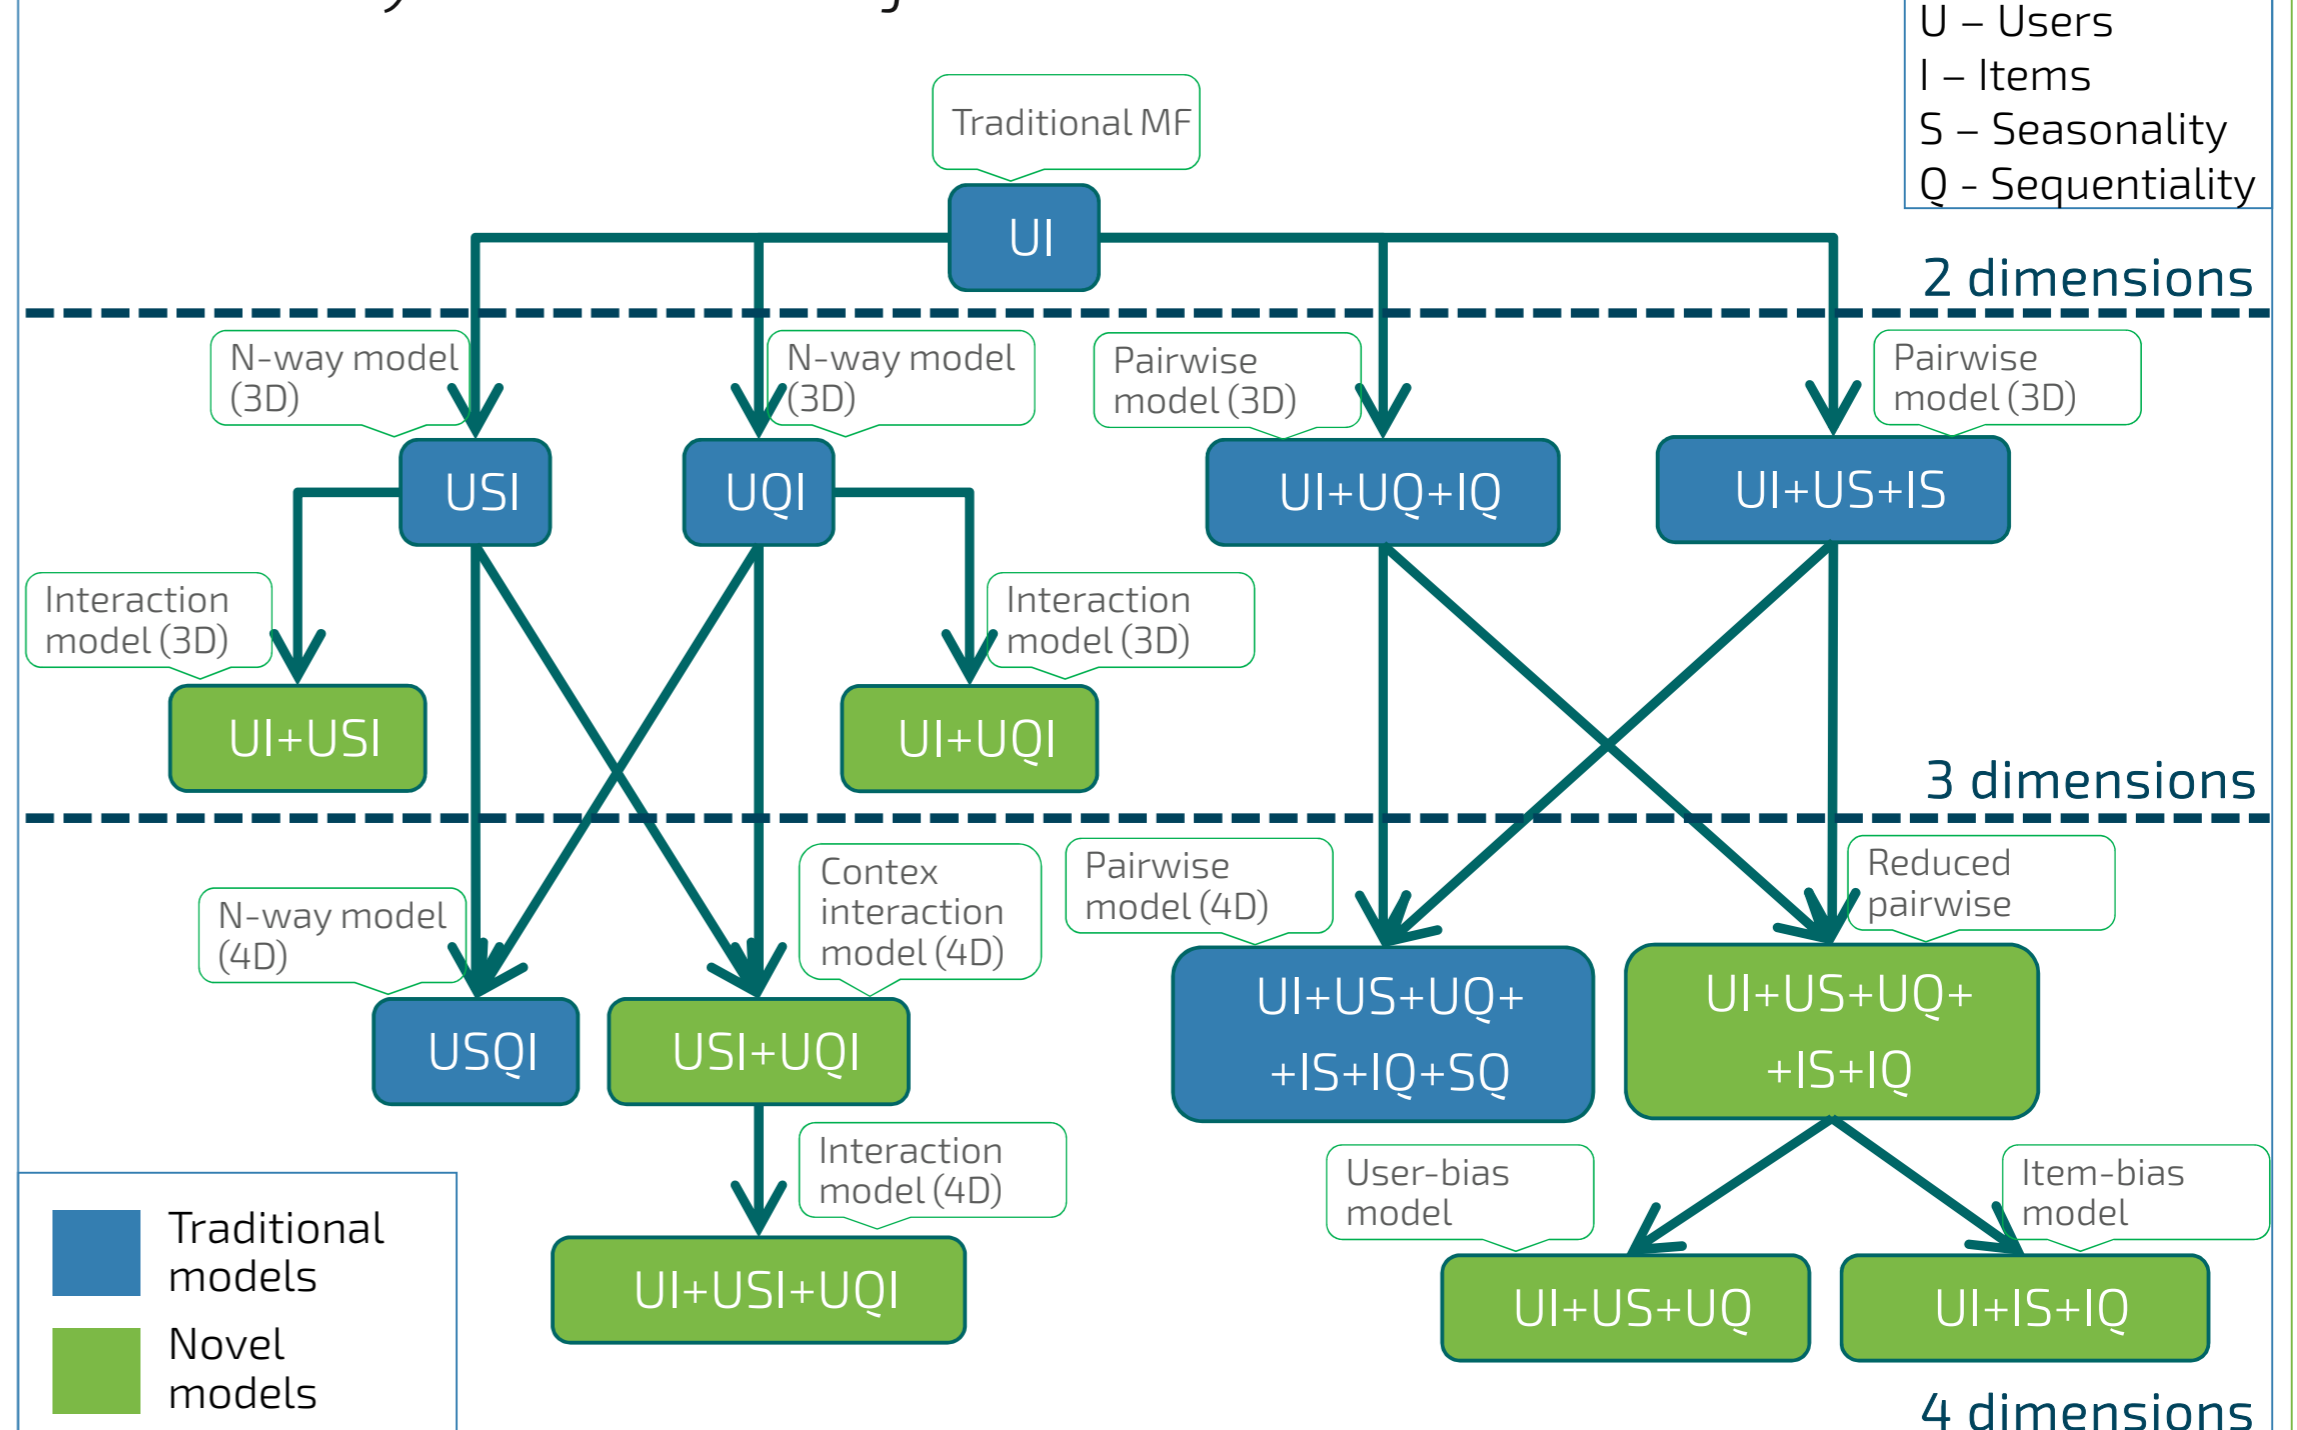 U – Users
I – Items
S – Seasonality
Q - Sequentiality
Traditional MF
UI
2 dimensions
N-way model
(3D)
N-way model
(3D)
Pairwise
model (3D)
Pairwise
model (3D)
USI
UQI
UI+UQ+IQ
UI+US+IS
Interaction
model (3D)
Interaction
model (3D)
UI+USI
UI+UQI
3 dimensions
N-way model
(4D)
Contex
interaction
model (4D)
Pairwise
model (4D)
Reduced
pairwise
USQI
USI+UQI
UI+US+UQ+
+IS+IQ+SQ
UI+US+UQ+
+IS+IQ
Interaction
model (4D)
User-bias
model
Item-bias
model
UI+USI+UQI
UI+US+UQ
UI+IS+IQ
Traditional
models
Novel
models
4 dimensions